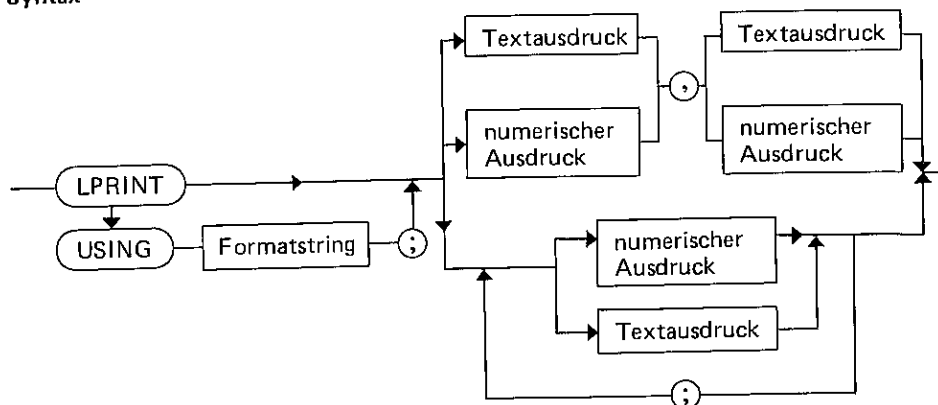 Syntax
Textausdruck
Textausdruck
,
numerischer
Ausdruck
numerischer
Ausdruck
LPRINT
USING
Formatstring
;
numerischer
Ausdruck
Textausdruck
;